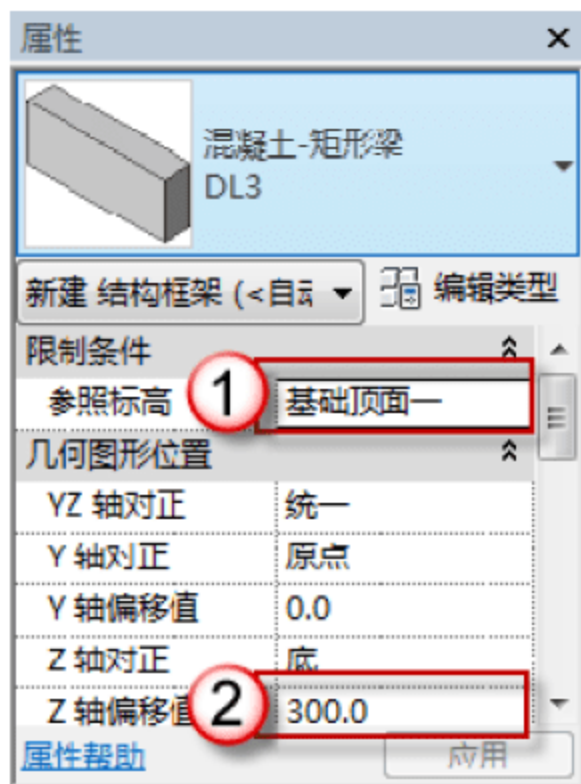 属性
混凝土-矩形梁
DL3
新建 结构框架 (<自动 编辑类型
限制条件
参照标高 1 基础顶面一
几何图形位置
YZ 轴对正 统一
Y 轴对正 原点
Y 轴偏移值 0.0
Z 轴对正 底
Z 轴偏移值 2 300.0
属性帮助 应用